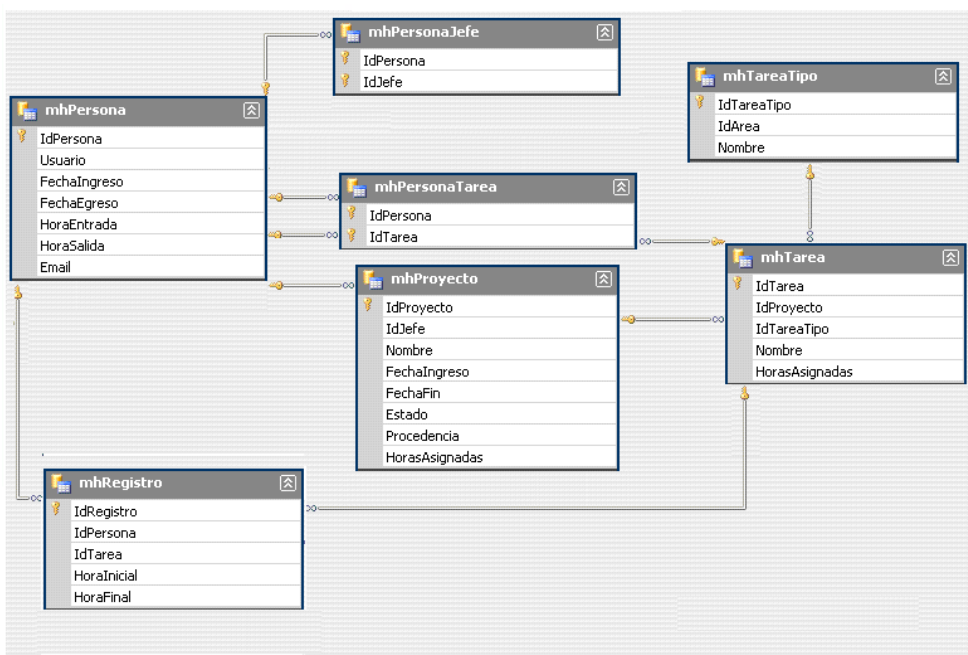 mhPersonaJefe
IdPersona
IdJefe
mhTareaTipo
IdTareaTipo
IdArea
Nombre
mhPersona
IdPersona
Usuario
FechaIngreso
FechaEgreso
HoraEntrada
HoraSalida
Email
mhPersonaTarea
IdPersona
IdTarea
mhTarea
IdTarea
IdProyecto
IdTareaTipo
Nombre
HorasAsignadas
mhProyecto
IdProyecto
IdJefe
Nombre
FechaIngreso
FechaFin
Estado
Procedencia
HorasAsignadas
mhRegistro
IdRegistro
IdPersona
IdTarea
HoraInicial
HoraFinal